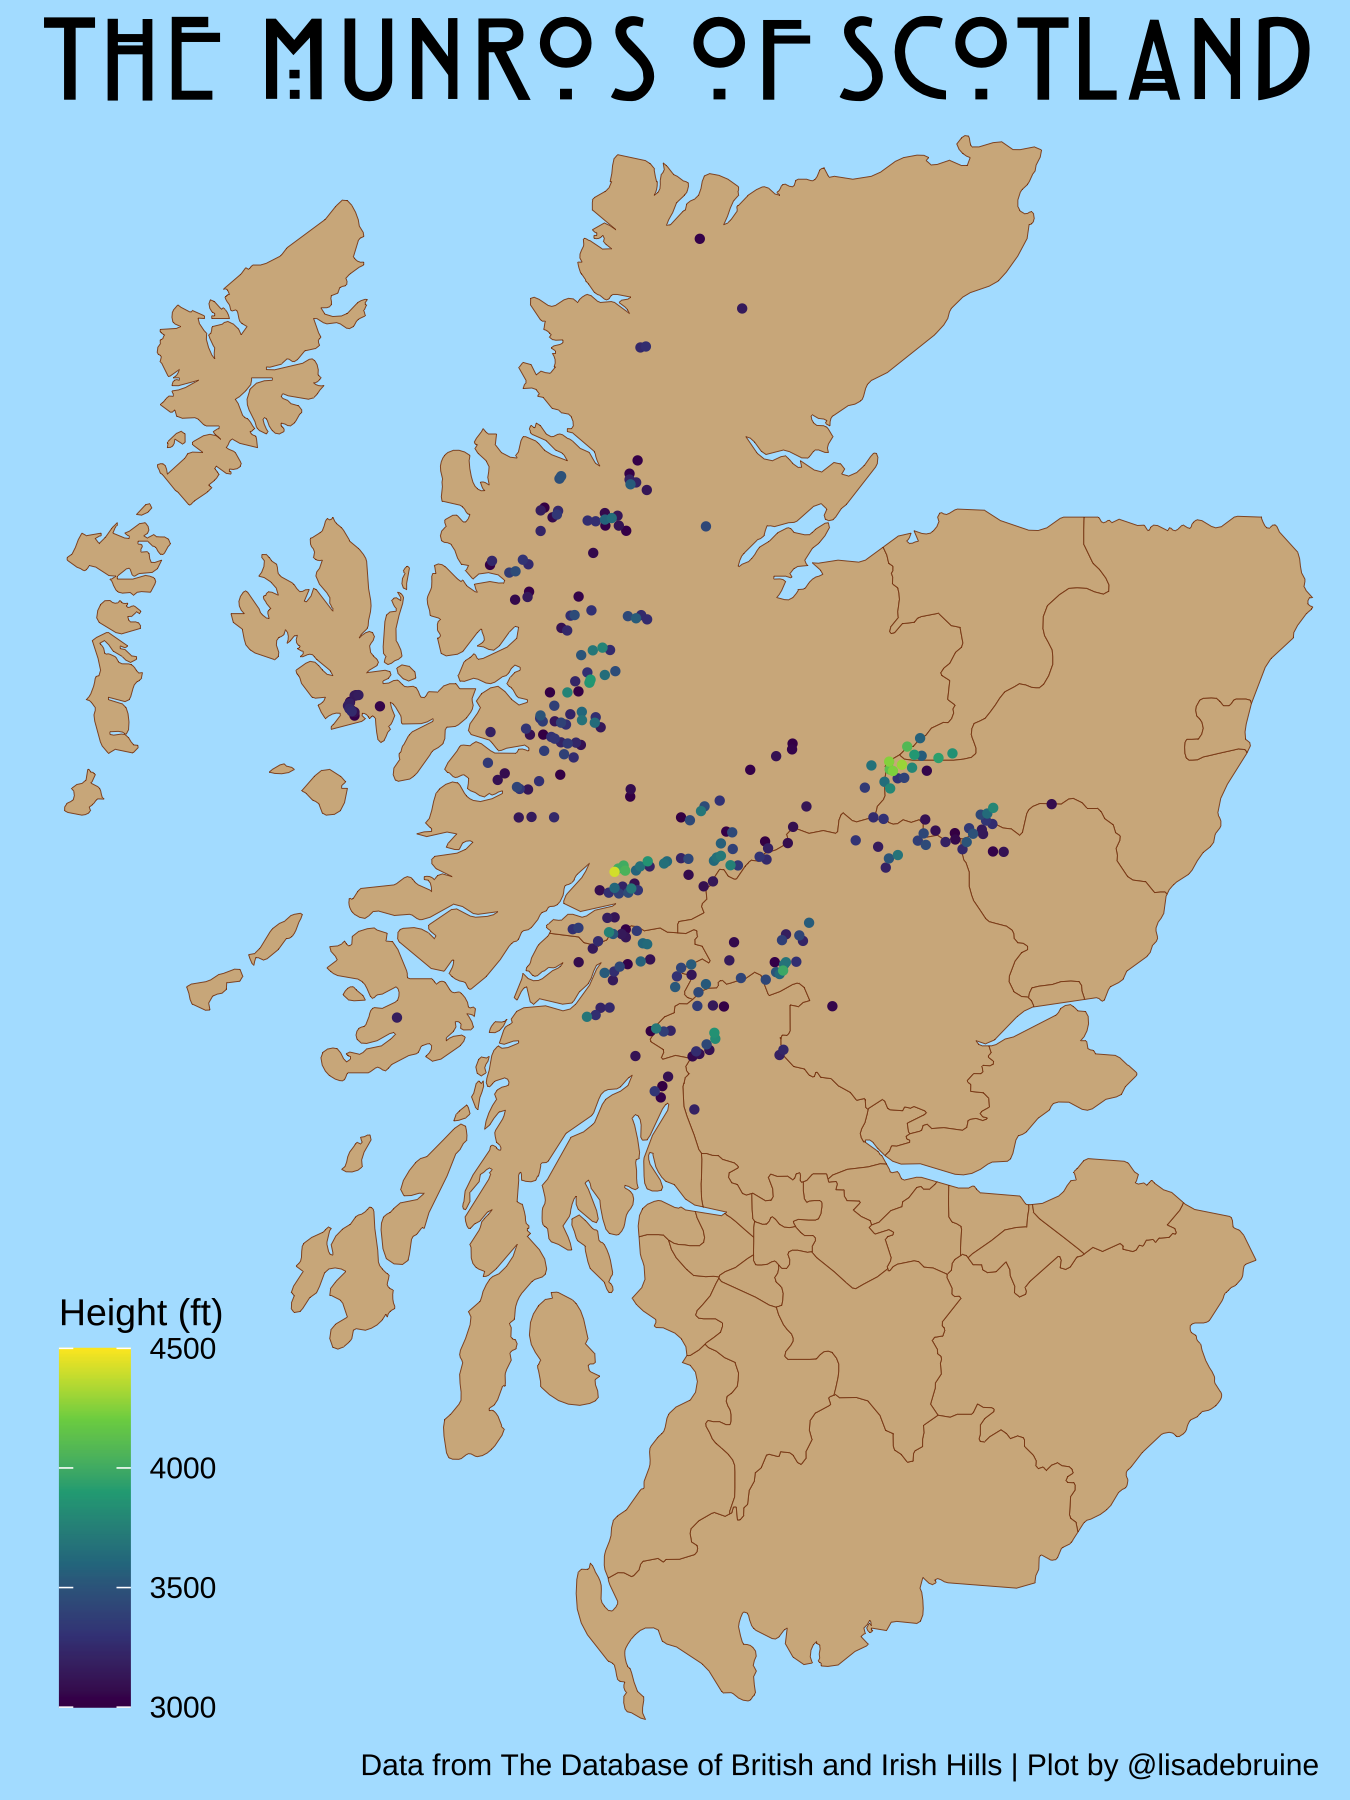 THE MUNROS OF SCOTLAND
Height (ft)
4500
4000
3500
3000
Data from The Database of British and Irish Hills | Plot by @lisadebruine